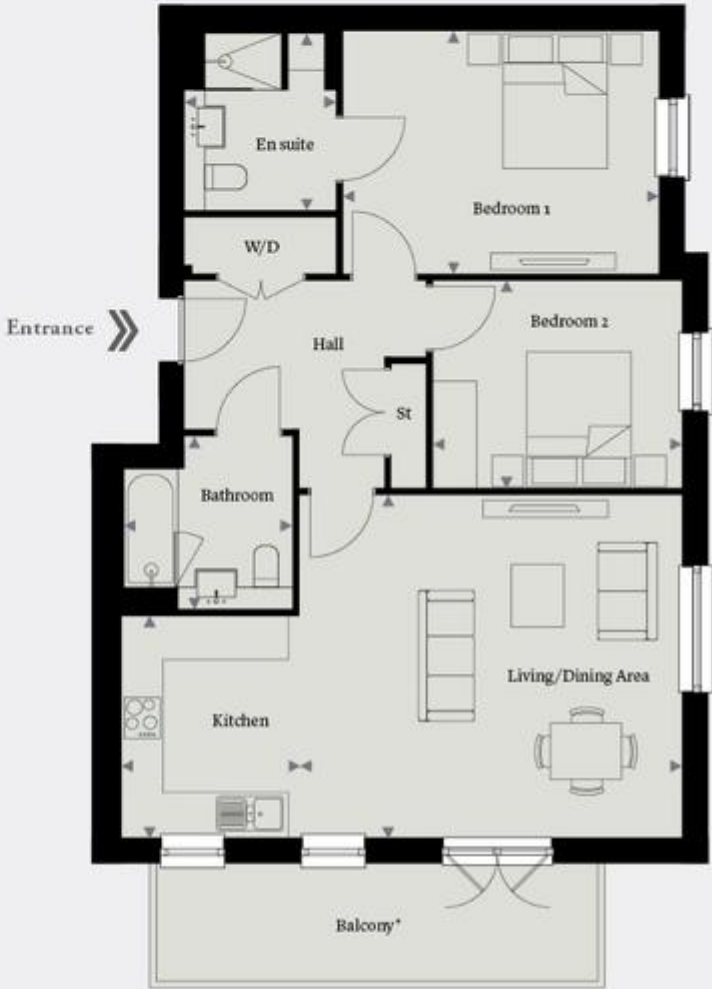 En suite
Bedroom 1
W/D
Entrance
Hall
Bedroom 2
St
Bathroom
Living/Dining Area
Kitchen
Balcony*